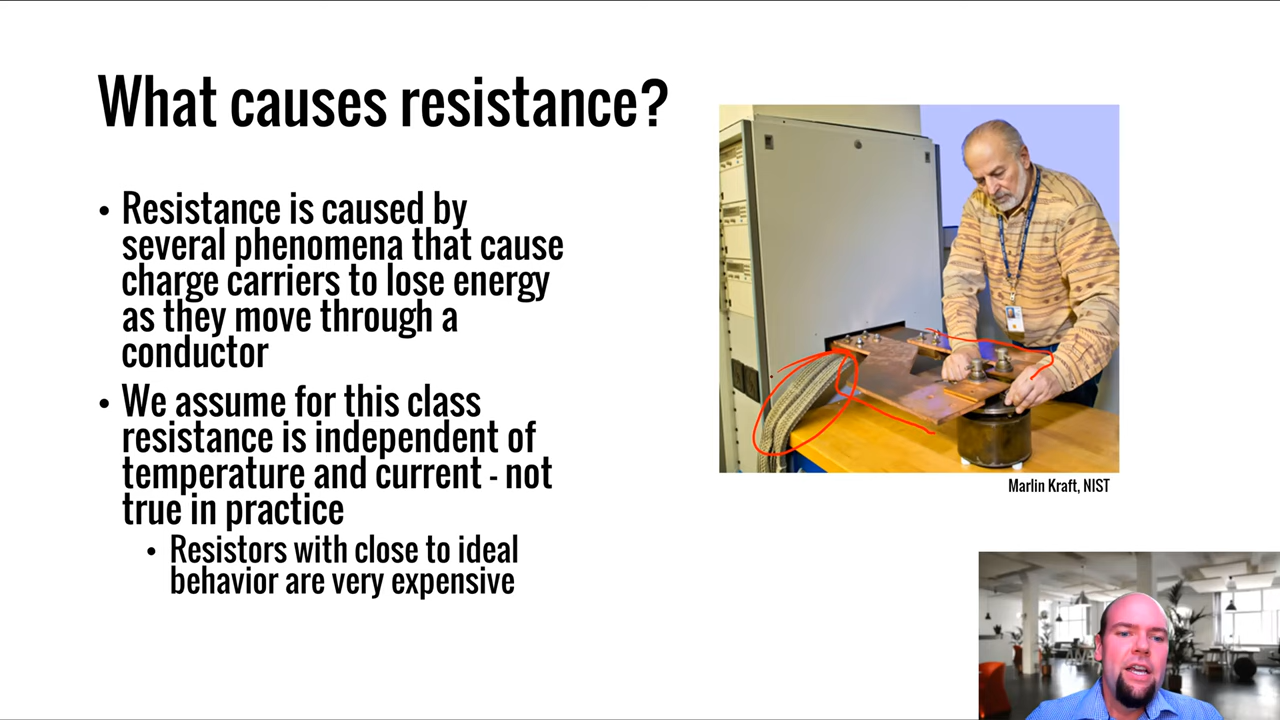 What causes resistance?
• Resistance is caused by
several phenomena that cause
charge carriers to lose energy
as they move through a
conductor
• We assume for this class
resistance is independent of
temperature and current - not
true in practice
• Resistors with close to ideal
behavior are very expensive
Marlin Kraft, NIST